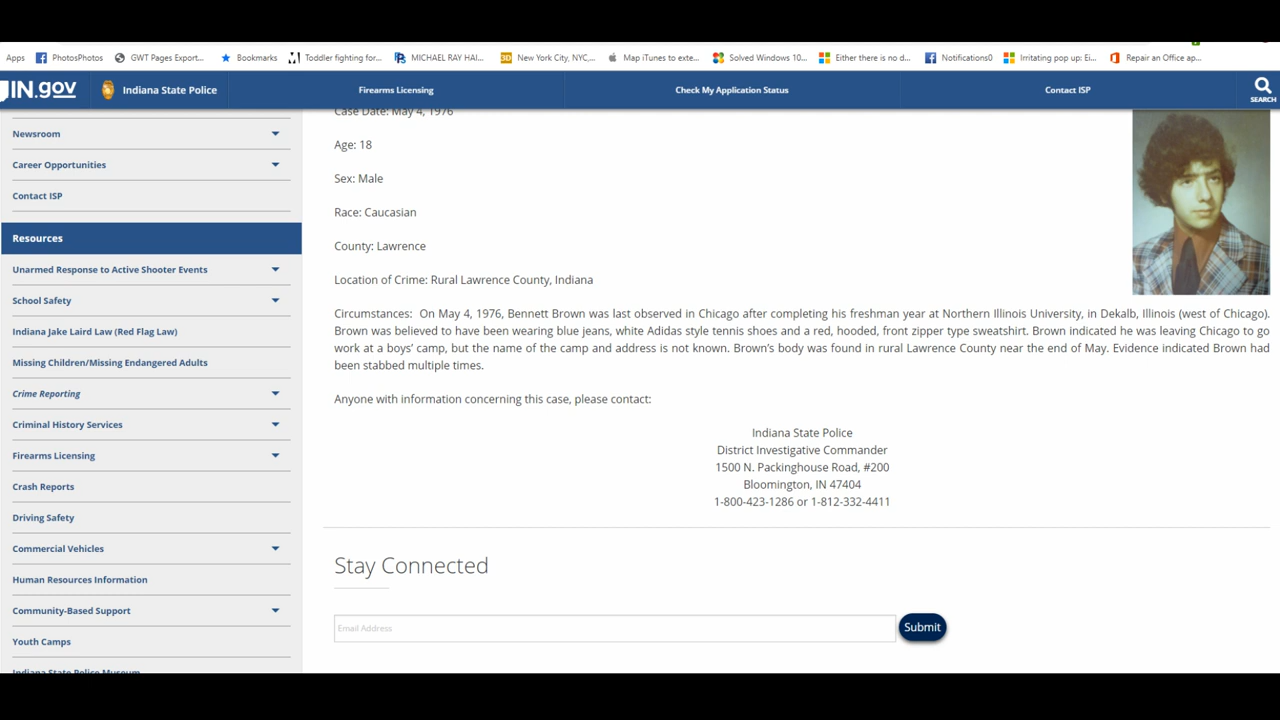 Apps PhotoPhotos GWT Pages Export... Bookmarks Toddler fighting for... MICHAEL RAY HAI... New York City, NYC,... Map iTunes to exte... Solved Windows 10... Either there is no d... Notifications0 Irritating pop up: Ei... Repair an Office ap...
IN.gov Indiana State Police Firearms Licensing Check My Application Status Contact ISP SEARCH
Newsroom
Career Opportunities
Contact ISP
Resources
Unarmed Response to Active Shooter Events
School Safety
Indiana Jake Laird Law (Red Flag Law)
Missing Children/Missing Endangered Adults
Crime Reporting
Criminal History Services
Firearms Licensing
Crash Reports
Driving Safety
Commercial Vehicles
Human Resources Information
Community-Based Support
Youth Camps
Indiana State Police Museum
Case Date: May 4, 1976
Age: 18
Sex: Male
Race: Caucasian
County: Lawrence
Location of Crime: Rural Lawrence County, Indiana
Circumstances: On May 4, 1976, Bennett Brown was last observed in Chicago after completing his freshman year at Northern Illinois University, in Dekalb, Illinois (west of Chicago).
Brown was believed to have been wearing blue jeans, white Adidas style tennis shoes and a red, hooded, front zipper type sweatshirt. Brown indicated he was leaving Chicago to go
work at a boys' camp, but the name of the camp and address is not known. Brown's body was found in rural Lawrence County near the end of May. Evidence indicated Brown had
been stabbed multiple times.
Anyone with information concerning this case, please contact:
Indiana State Police
District Investigative Commander
1500 N. Packinghouse Road, #200
Bloomington, IN 47404
1-800-423-1286 or 1-812-332-4411
Stay Connected
Email Address
Submit